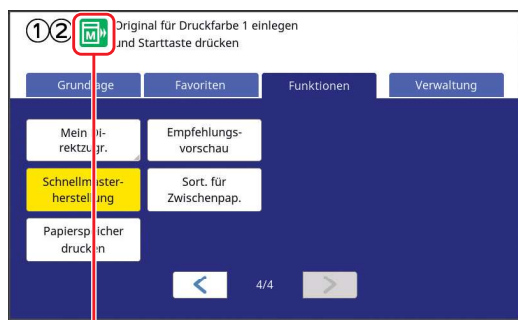 ①② M Original für Druckfarbe 1 einlegen
und Starttaste drücken
Grundlage Favoriten Funktionen Verwaltung
Mein Di-
rektzugr.
Empfehlungs-
vorschau
Schnellmaster-
herstellung
Sort. für
Zwischenpap.
Papierspeicher
drucken
< 4/4 >